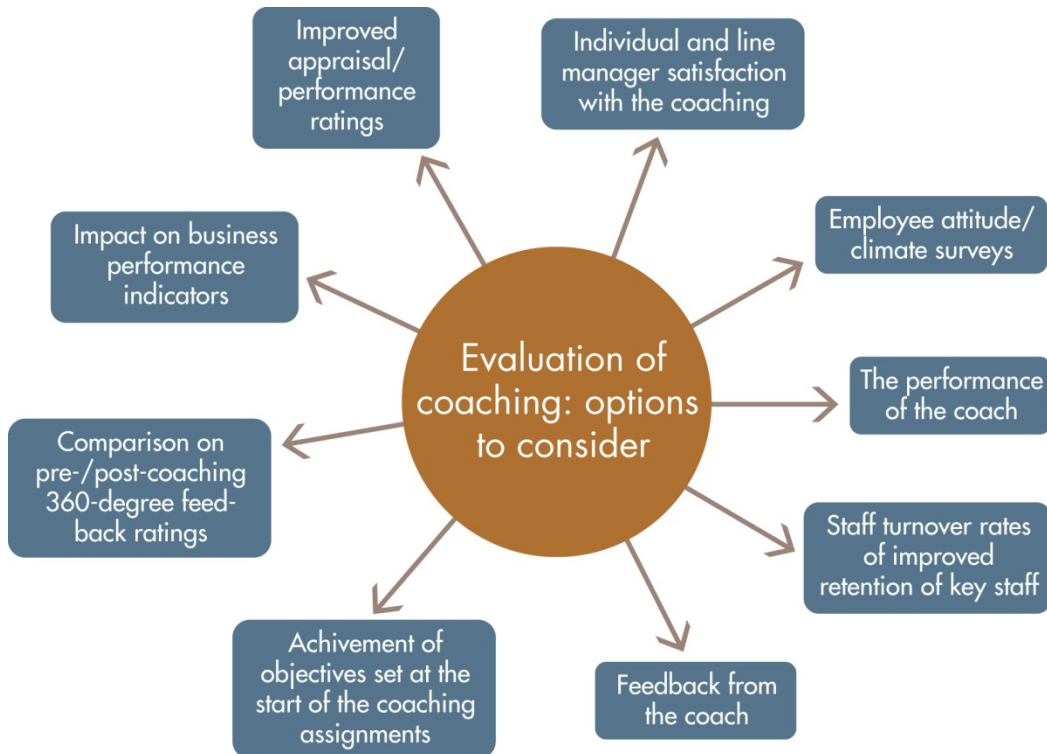 Improved
appraisal/
performance
ratings
Individual and line
manager satisfaction
with the coaching
Employee attitude/
climate surveys
The performance
of the coach
Staff turnover rates
of improved
retention of key staff
Feedback from
the coach
Achivement of
objectives set at the
start of the coaching
assignments
Comparison on
pre-/post-coaching
360-degree feed-
back ratings
Impact on business
performance
indicators
Evaluation of
coaching: options
to consider